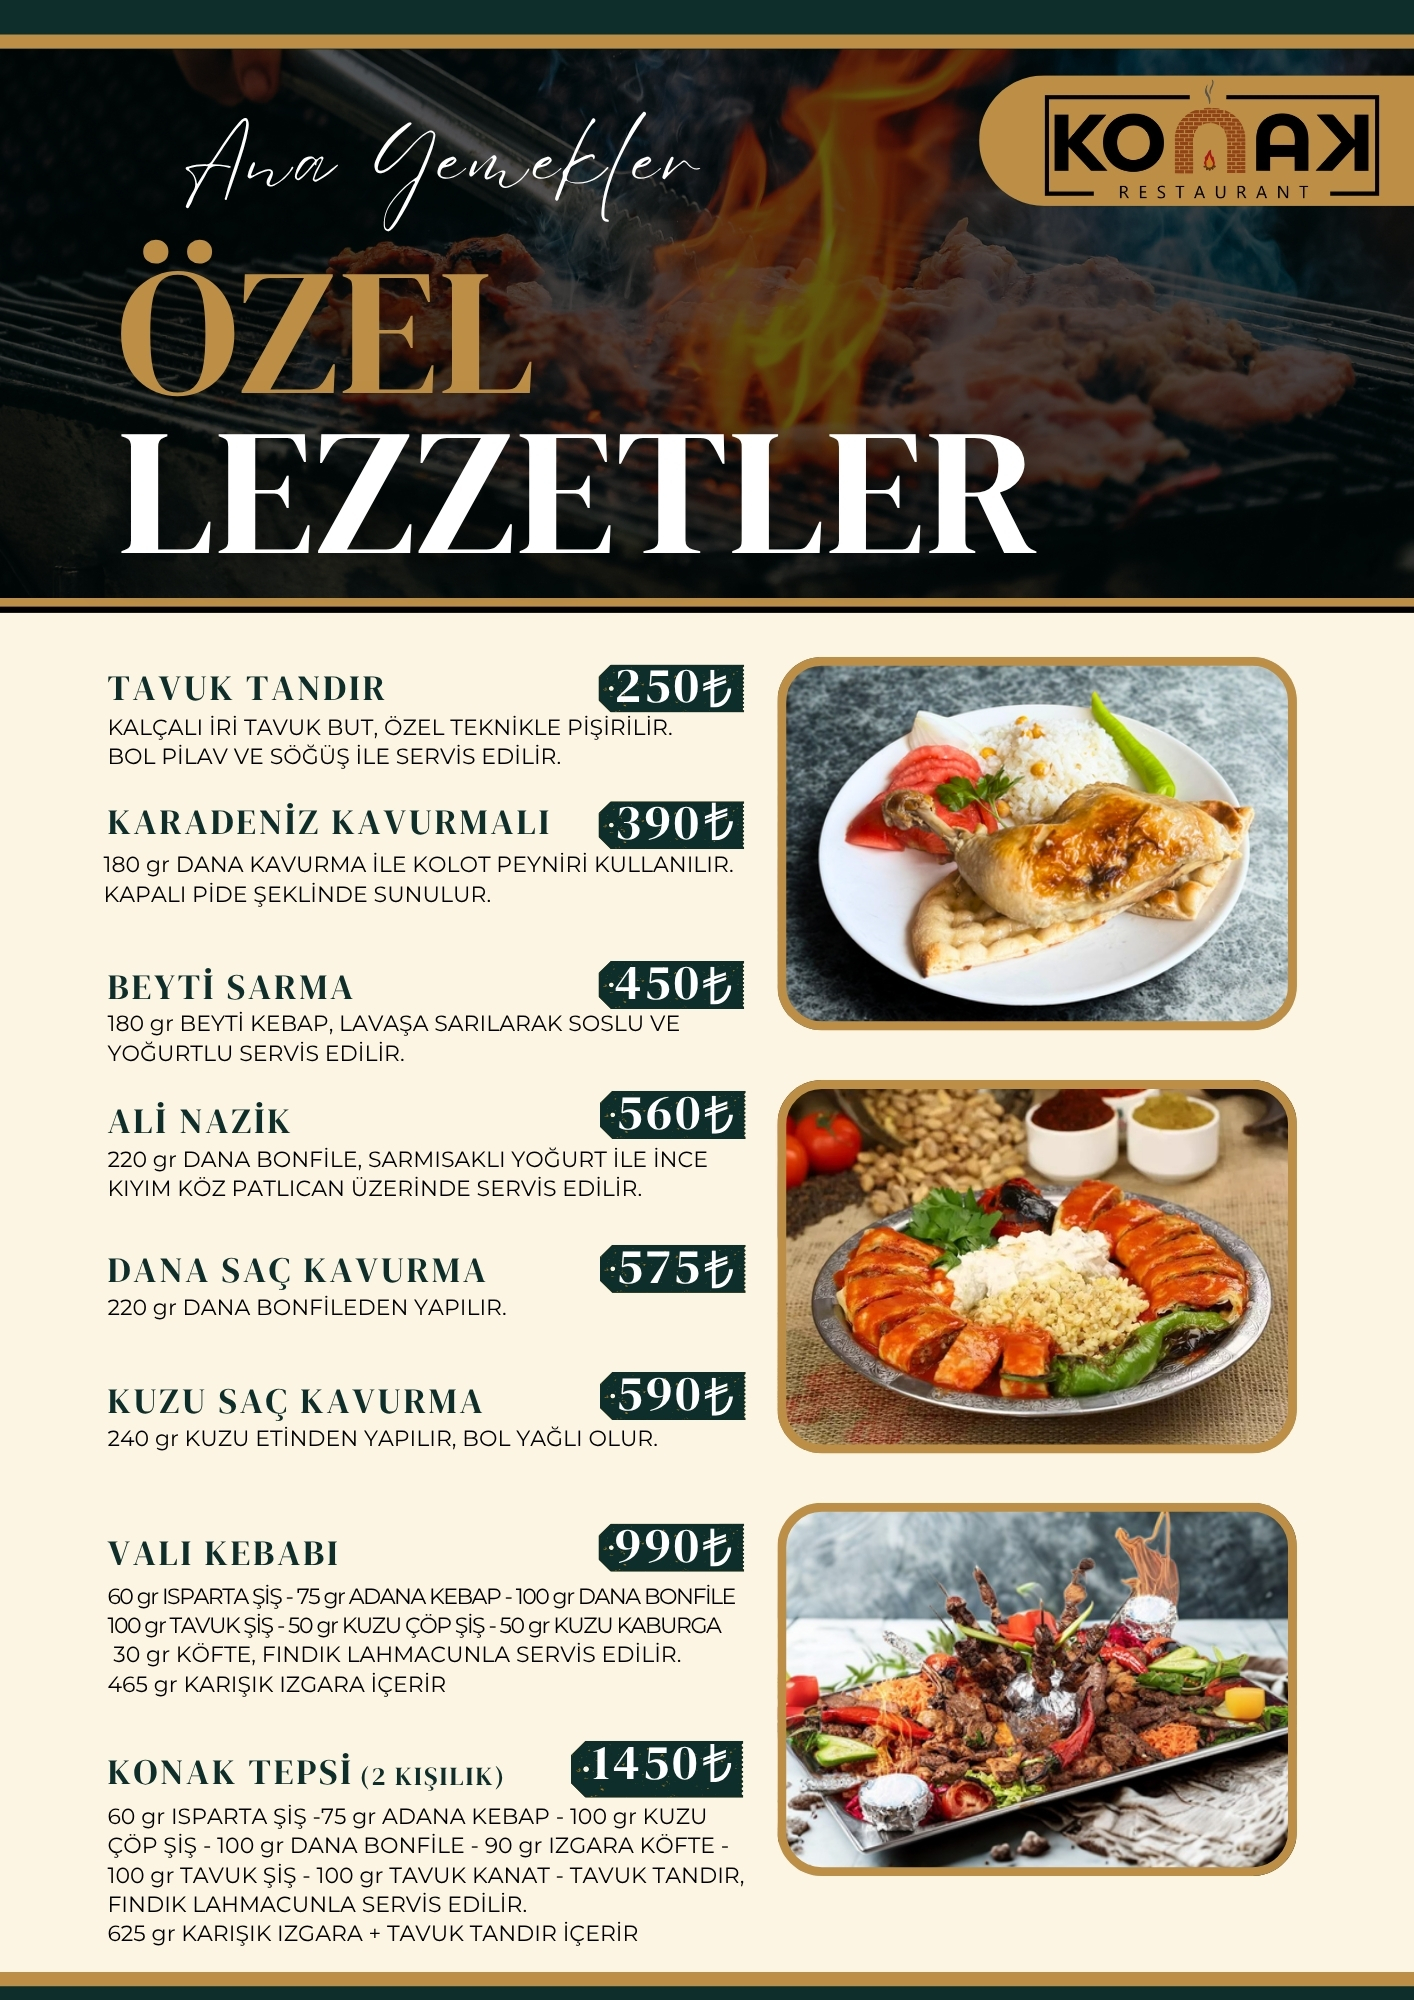 Ana Yemekler
KONAK
RESTAURANT
ÖZEL
LEZZETLER
TAVUK TANDIR 250₺
KALÇALI İRİ TAVUK BUT, ÖZEL TEKNİKLE PİŞİRİLİR.
BOL PİLAV VE SÖĞÜŞ İLE SERVİS EDİLİR.
KARADENİZ KAVURMALI 390₺
180 gr DANA KAVURMA İLE KOLOT PEYNİRİ KULLANILIR.
KAPALI PİDE ŞEKLİNDE SUNULUR.
BEYTİ SARMA 450₺
180 gr BEYTİ KEBAP, LAVAŞA SARILARAK SOSLU VE
YOĞURTLU SERVİS EDİLİR.
ALİ NAZİK 560₺
220 gr DANA BONFİLE, SARMISAKLI YOĞURT İLE İNCE
KIYIM KÖZ PATLICAN ÜZERİNDE SERVİS EDİLİR.
DANA SAÇ KAVURMA 575₺
220 gr DANA BONFİLEDEN YAPILIR.
KUZU SAÇ KAVURMA 590₺
240 gr KUZU ETİNDEN YAPILIR, BOL YAĞLI OLUR.
VALI KEBABI 990₺
60 gr ISPARTA ŞİŞ - 75 gr ADANA KEBAP - 100 gr DANA BONFİLE
100 gr TAVUK ŞİŞ - 50 gr KUZU ÇÖP ŞİŞ - 50 gr KUZU KABURGA
30 gr KÖFTE, FINDIK LAHMACUNLA SERVİS EDİLİR.
465 gr KARIŞIK IZGARA İÇERİR
KONAK TEPSİ (2 KIŞILIK) 1450₺
60 gr ISPARTA ŞİŞ -75 gr ADANA KEBAP - 100 gr KUZU
ÇÖP ŞİŞ - 100 gr DANA BONFİLE - 90 gr IZGARA KÖFTE -
100 gr TAVUK ŞİŞ - 100 gr TAVUK KANAT - TAVUK TANDIR,
FINDIK LAHMACUNLA SERVİS EDİLİR.
625 gr KARIŞIK IZGARA + TAVUK TANDIR İÇERİR